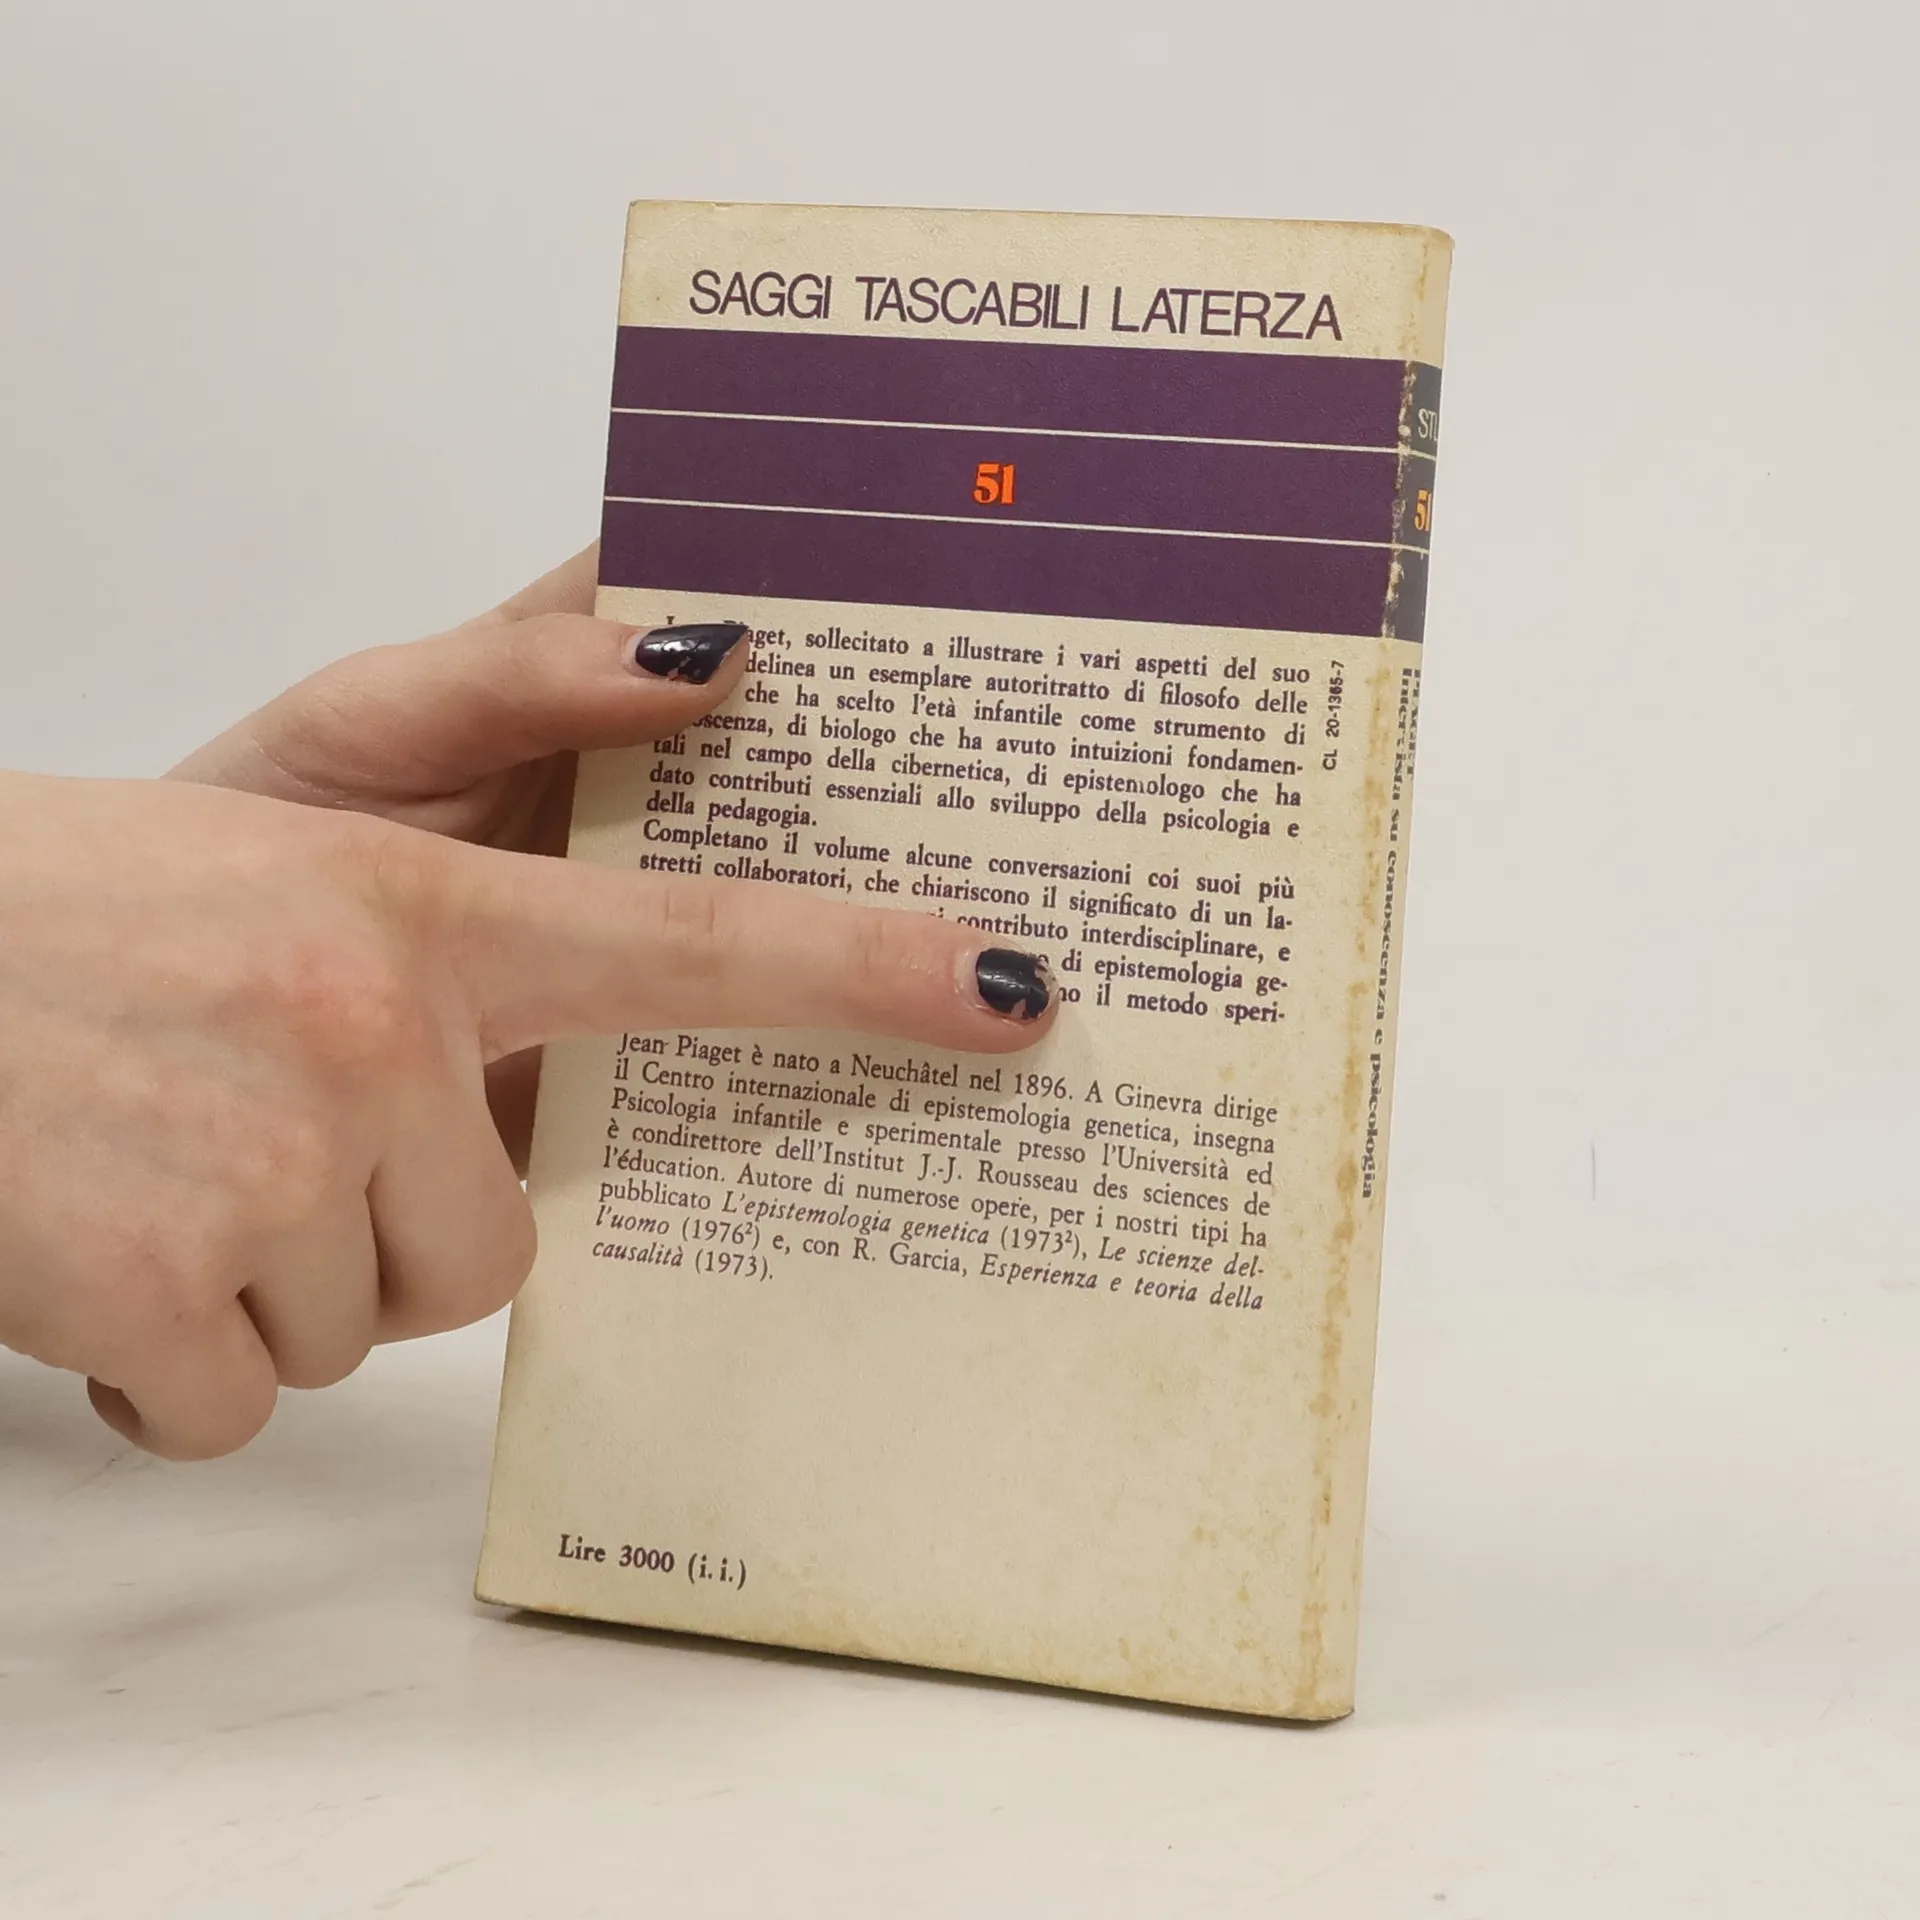 SAGGI TASCABILI LATERZA
51
Piaget, sollecitato a illustrare i vari aspetti del suo
delinea un esemplare autoritratto di filosofo delle
che ha scelto l'età infantile come strumento di
di biologo che ha avuto intuizioni fondamen-
tali nel campo della cibernetica, di epistemologo che ha
dato contributi essenziali allo sviluppo della psicologia e
della pedagogia.
Completano il volume alcune conversazioni coi suoi più
stretti collaboratori, che chiariscono il significato di un la-
contributo interdisciplinare, e
di epistemologia ge-
il metodo speri-
Jean Piaget è nato a Neuchâtel nel 1896. A Ginevra dirige
il Centro internazionale di epistemologia genetica, insegna
Psicologia infantile e sperimentale presso l'Università ed
è condirettore dell'Institut J.-J. Rousseau des sciences de
l'éducation. Autore di numerose opere, per i nostri tipi ha
pubblicato L'epistemologia genetica (1973²), Le scienze del-
l'uomo (1976²) e, con R. Garcia, Esperienza e teoria della
causalità (1973).
Lire 3000 (i. i.)
CL 20-1365-7
STL
51
su conoscenza e psicologia